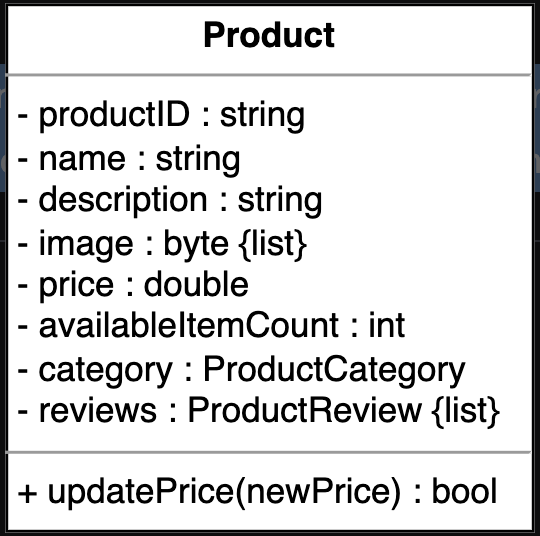 Product
- productID : string
- name : string
- description : string
- image : byte {list}
- price : double
- availableItemCount : int
- category : ProductCategory
- reviews : ProductReview {list}
+ updatePrice(newPrice) : bool